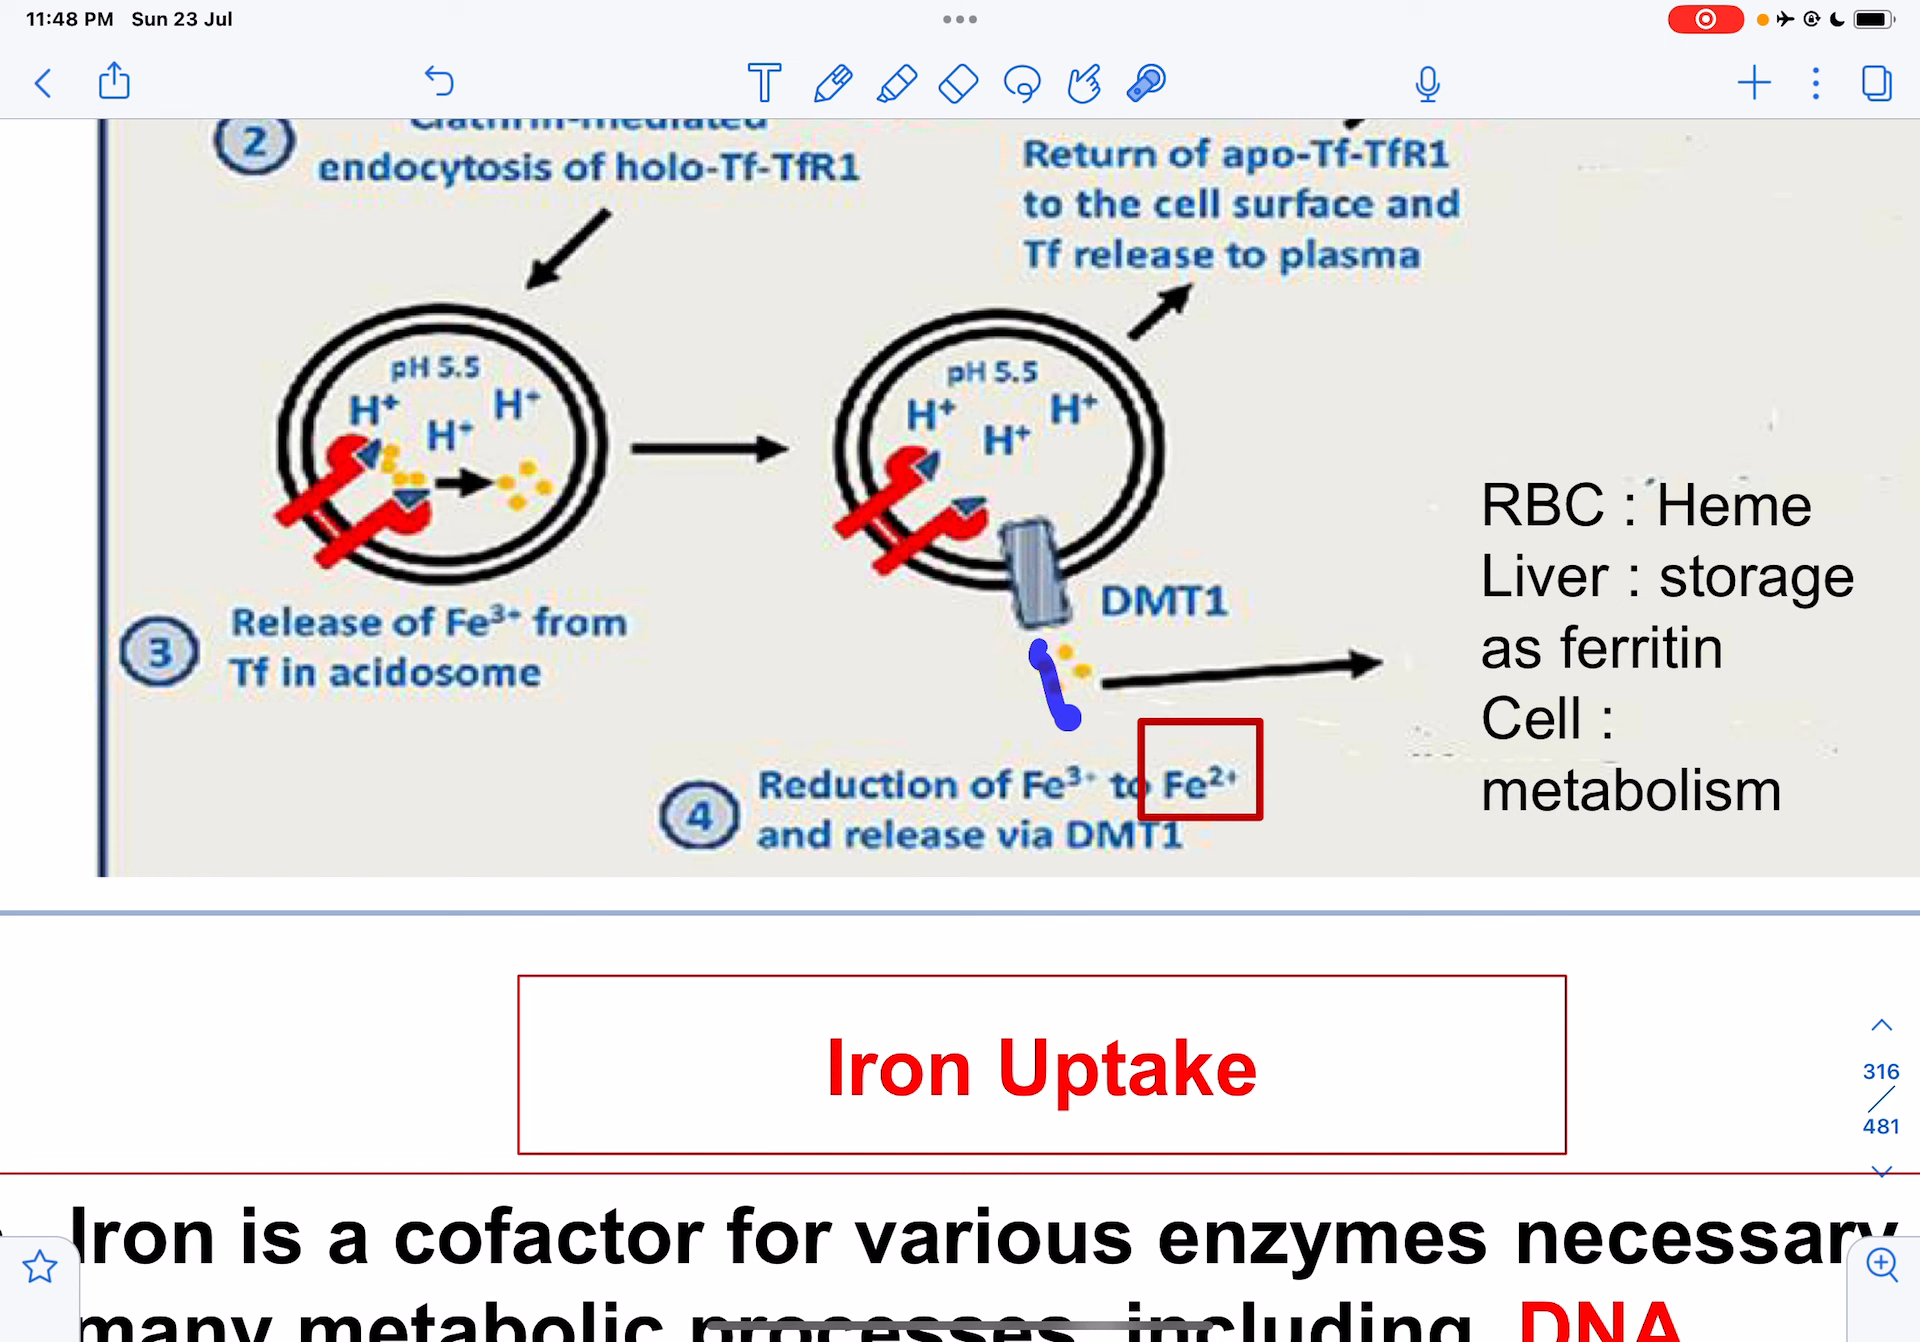 11:48 PM Sun 23 Jul
2
Clathrin-mediated
endocytosis of holo-Tf-TfR1
Return of apo-Tf-TfR1
to the cell surface and
Tf release to plasma
pH 5.5
H+ H+ H+
pH 5.5
H+ H+ H+
DMT1
3
Release of Fe3+ from
Tf in acidosome
4
Reduction of Fe3+ to Fe2+
and release via DMT1
RBC : Heme
Liver : storage
as ferritin
Cell :
metabolism
Iron Uptake
316
/
481
Iron is a cofactor for various enzymes necessary
many metabolic processes, including DNA